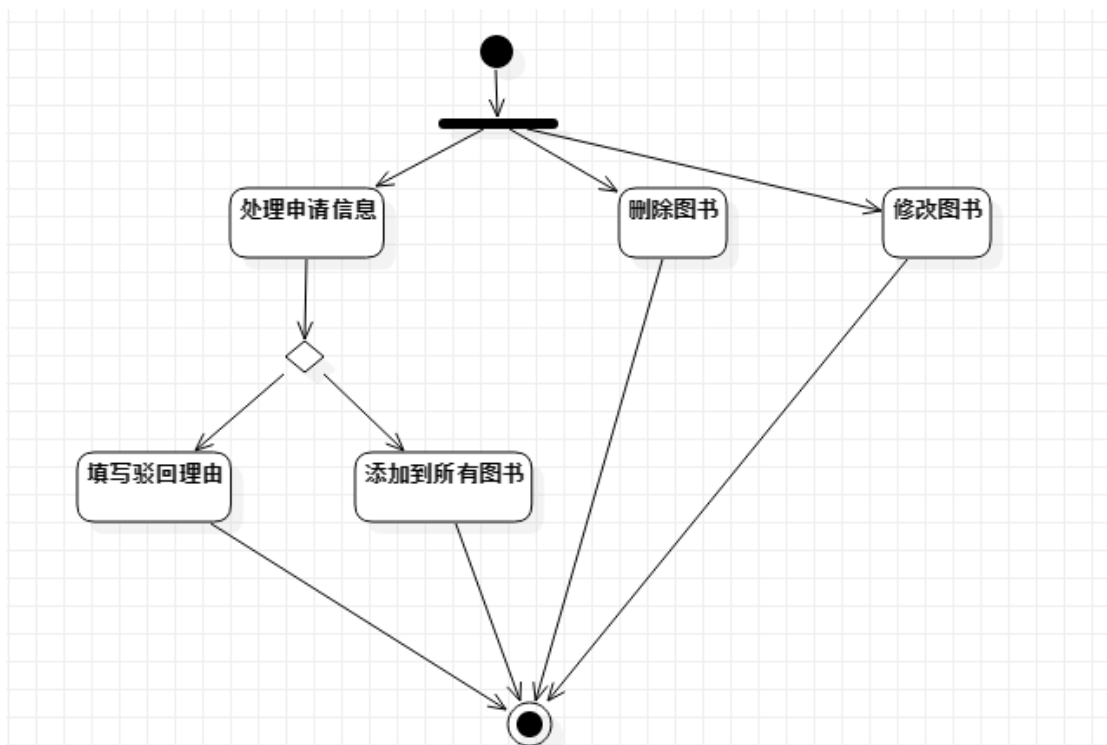 处理申请信息
删除图书
修改图书
填写驳回理由
添加到所有图书